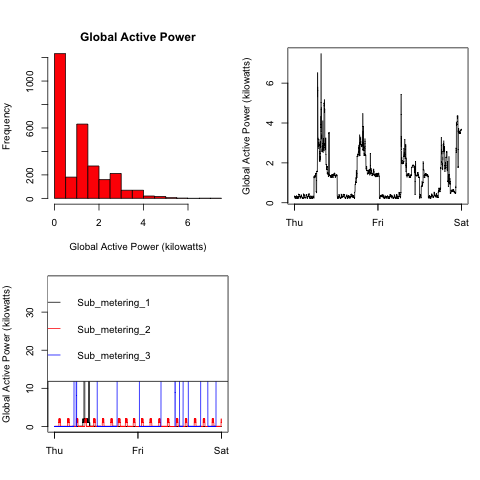 Global Active Power
Frequency
0 200 600 1000
0 2 4 6
Global Active Power (kilowatts)
Global Active Power (kilowatts)
0 2 4 6
Thu Fri Sat
Global Active Power (kilowatts)
0 10 20 30
Sub_metering_1
Sub_metering_2
Sub_metering_3
Thu Fri Sat